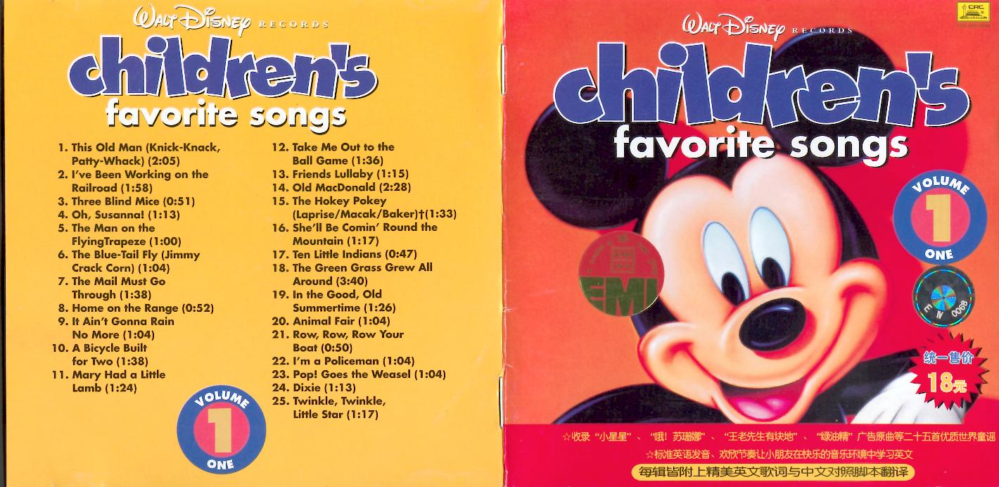 WALT DISNEY RECORDS
children's
favorite songs
1. This Old Man (Knick-Knack,
Patty-Whack) (2:05)
2. I've Been Working on the
Railroad (1:58)
3. Three Blind Mice (0:51)
4. Oh, Susanna! (1:13)
5. The Man on the
FlyingTrapeze (1:00)
6. The Blue-Tail Fly (Jimmy
Crack Corn) (1:04)
7. The Mail Must Go
Through (1:38)
8. Home on the Range (0:52)
9. It Ain't Gonna Rain
No More (1:04)
10. A Bicycle Built
for Two (1:38)
11. Mary Had a Little
Lamb (1:24)
12. Take Me Out to the
Ball Game (1:36)
13. Friends Lullaby (1:15)
14. Old MacDonald (2:28)
15. The Hokey Pokey
(Laprise/Macak/Baker)†(1:33)
16. She'll Be Comin' Round the
Mountain (1:17)
17. Ten Little Indians (0:47)
18. The Green Grass Grew All
Around (3:40)
19. In the Good, Old
Summertime (1:26)
20. Animal Fair (1:04)
21. Row, Row, Row Your
Boat (0:50)
22. I'm a Policeman (1:04)
23. Pop! Goes the Weasel (1:04)
24. Dixie (1:13)
25. Twinkle, Twinkle,
Little Star (1:17)
VOLUME
1
ONE
CRC
WALT DISNEY RECORDS
children's
favorite songs
VOLUME
1
ONE
EMI
E IV 0068
统一售价
18元
☆收录“小星星”、“哦！苏珊娜”、“王老先生有块地”、“绿油精”广告原曲等二十五首优质世界童谣
☆标准英语发音、欢欣节奏让小朋友在快乐的音乐环境中学习英文
每辑皆附上精美英文歌词与中文对照脚本翻译